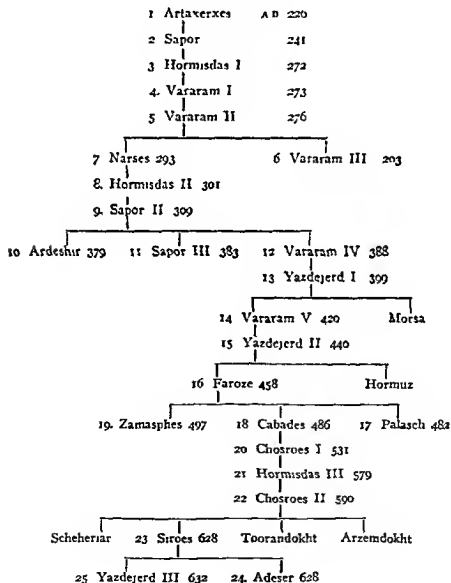 1 Artaxerxes A D 220
2 Sapor 241
3 Hormisdas I 272
4. Vararam I 273
5 Vararam II 276
7 Narses 293 6 Vararam III 203
8. Hormisdas II 301
9. Sapor II 309
10 Ardeshir 379 11 Sapor III 383 12 Vararam IV 388
13 Yazdejerd I 399
14 Vararam V 420 Morsa
15 Yazdejerd II 440
16 Faroze 458 Hormuz
19. Zamasphes 497 18 Cabades 486 17 Palasch 482
20 Chosroes I 531
21 Hormisdas III 579
22 Chosroes II 590
Scheheriar 23 Siroes 628 Toorandokht Arzemdokht
25 Yazdejerd III 632 24. Adeser 628